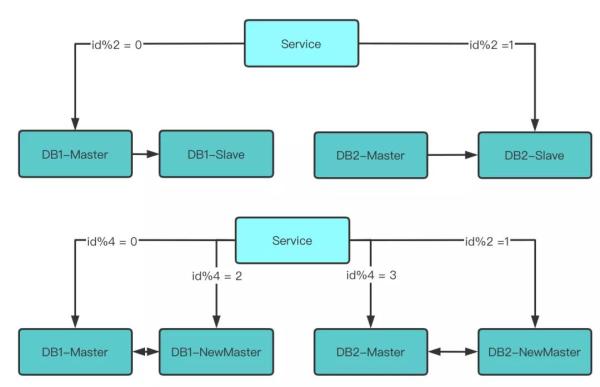 Service
id%2 = 0
id%2 =1
DB1-Master
DB1-Slave
DB2-Master
DB2-Slave
Service
id%4 = 0
id%2 =1
id%4 = 2
id%4 = 3
DB1-Master
DB1-NewMaster
DB2-Master
DB2-NewMaster